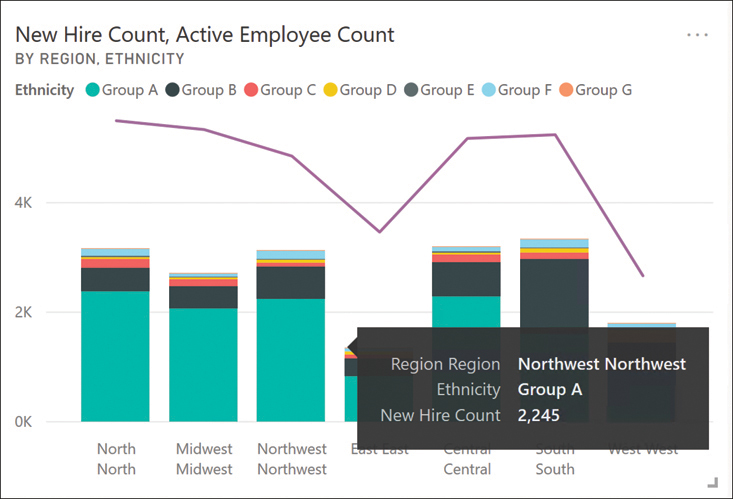 New Hire Count, Active Employee Count
BY REGION, ETHNICITY
Ethnicity Group A Group B Group C Group D Group E Group F Group G
4K
2K
0K
Region Region Northwest Northwest
Ethnicity Group A
New Hire Count 2,245
North Midwest Northwest East East Central South West West
North Midwest Northwest Central South